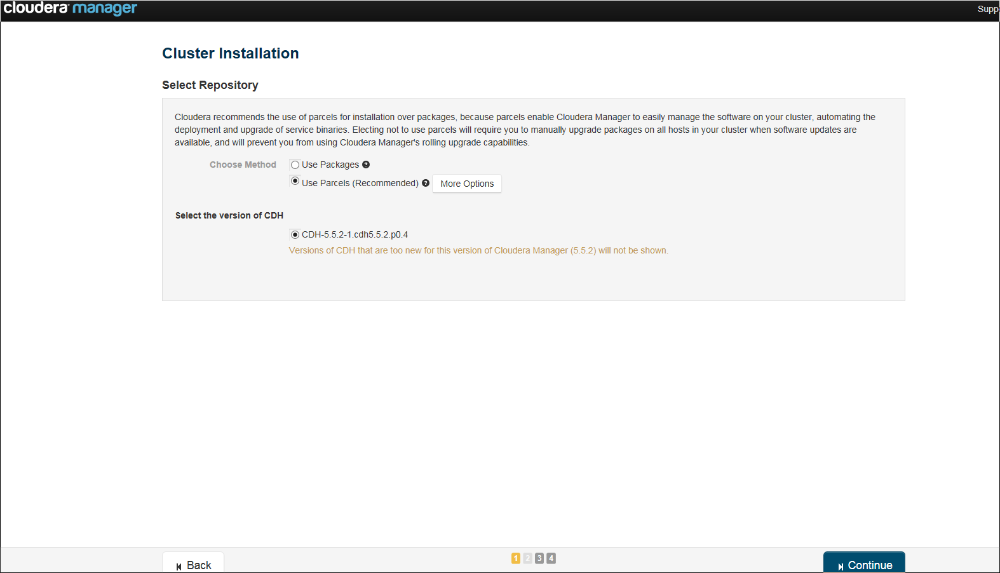 cloudera manager
Supp
Cluster Installation
Select Repository
Cloudera recommends the use of parcels for installation over packages, because parcels enable Cloudera Manager to easily manage the software on your cluster, automating the
deployment and upgrade of service binaries. Electing not to use parcels will require you to manually upgrade packages on all hosts in your cluster when software updates are
available, and will prevent you from using Cloudera Manager's rolling upgrade capabilities.
Choose Method
Use Packages ?
Use Parcels (Recommended) ? More Options
Select the version of CDH
CDH-5.5.2-1.cdh5.5.2.p0.4
Versions of CDH that are too new for this version of Cloudera Manager (5.5.2) will not be shown.
Back
1 2 3 4
Continue